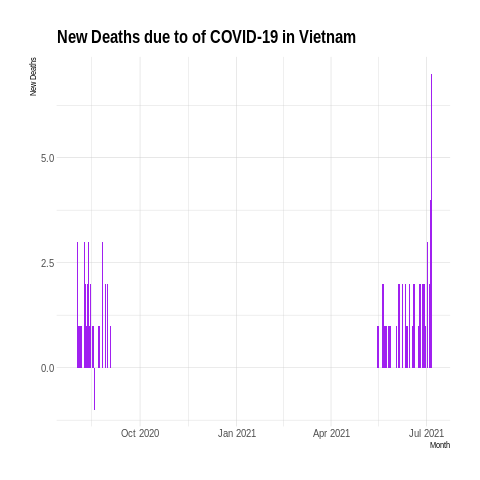 New Deaths due to of COVID-19 in Vietnam
New Deaths
5.0
2.5
0.0
Oct 2020 Jan 2021 Apr 2021 Jul 2021
Month